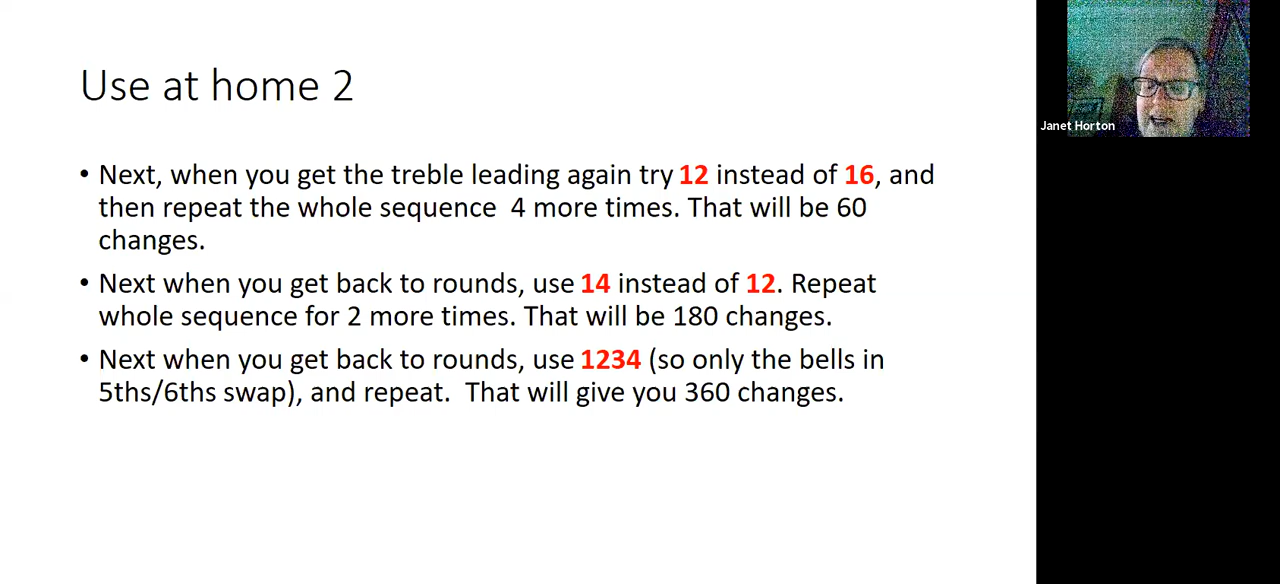 Use at home 2
• Next, when you get the treble leading again try 12 instead of 16, and
then repeat the whole sequence  4 more times. That will be 60
changes.
• Next when you get back to rounds, use 14 instead of 12. Repeat
whole sequence for 2 more times. That will be 180 changes.
• Next when you get back to rounds, use 1234 (so only the bells in
5ths/6ths swap), and repeat.  That will give you 360 changes.
Janet Horton